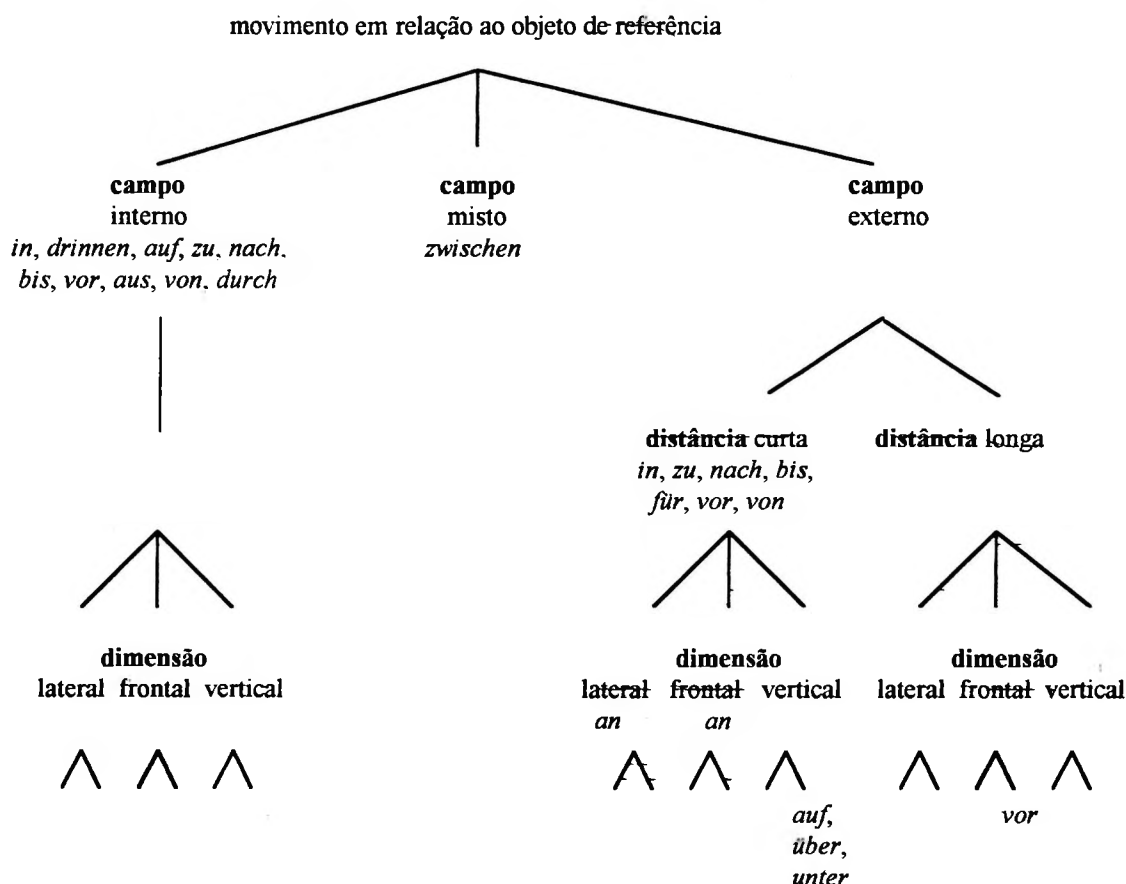 movimento em relação ao objeto de referência
campo
interno
in, drinnen, auf, zu, nach,
bis, vor, aus, von, durch
campo
misto
zwischen
campo
externo
distância curta
in, zu, nach, bis,
für, vor, von
distância longa
dimensão
lateral frontal vertical
dimensão
lateral frontal vertical
an an
auf,
über,
unter
dimensão
lateral frontal vertical
vor